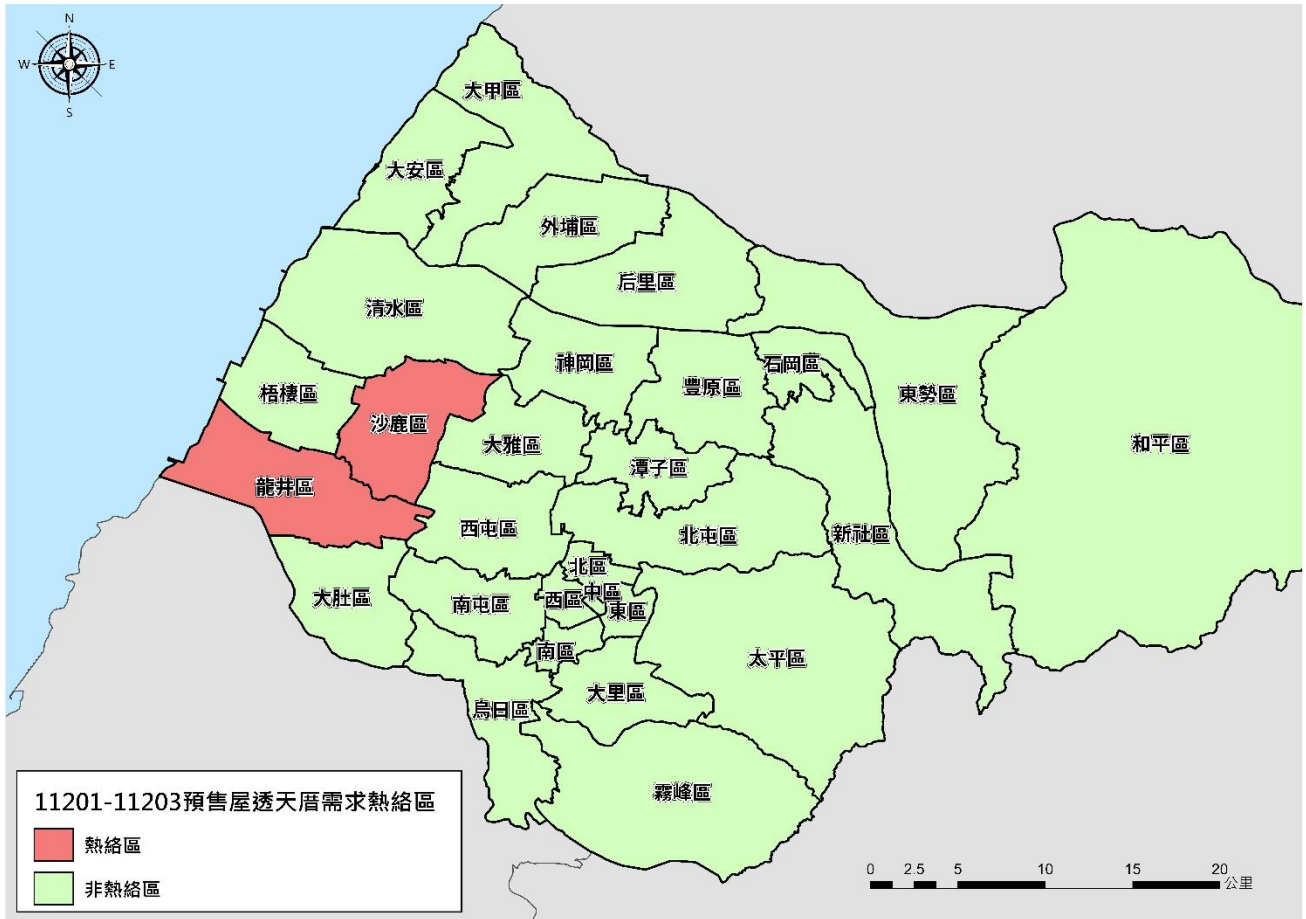 N
W E
S
大甲區
大安區
外埔區
后里區
清水區
神岡區
石岡區
豐原區
東勢區
梧棲區
沙鹿區
大雅區
和平區
潭子區
龍井區
西屯區
北屯區
新社區
北區
中區
大肚區
南屯區
西區
東區
南區
太平區
大里區
烏日區
霧峰區
11201-11203預售屋透天厝需求熱絡區
熱絡區
非熱絡區
0 2.5 5 10 15 20
公里